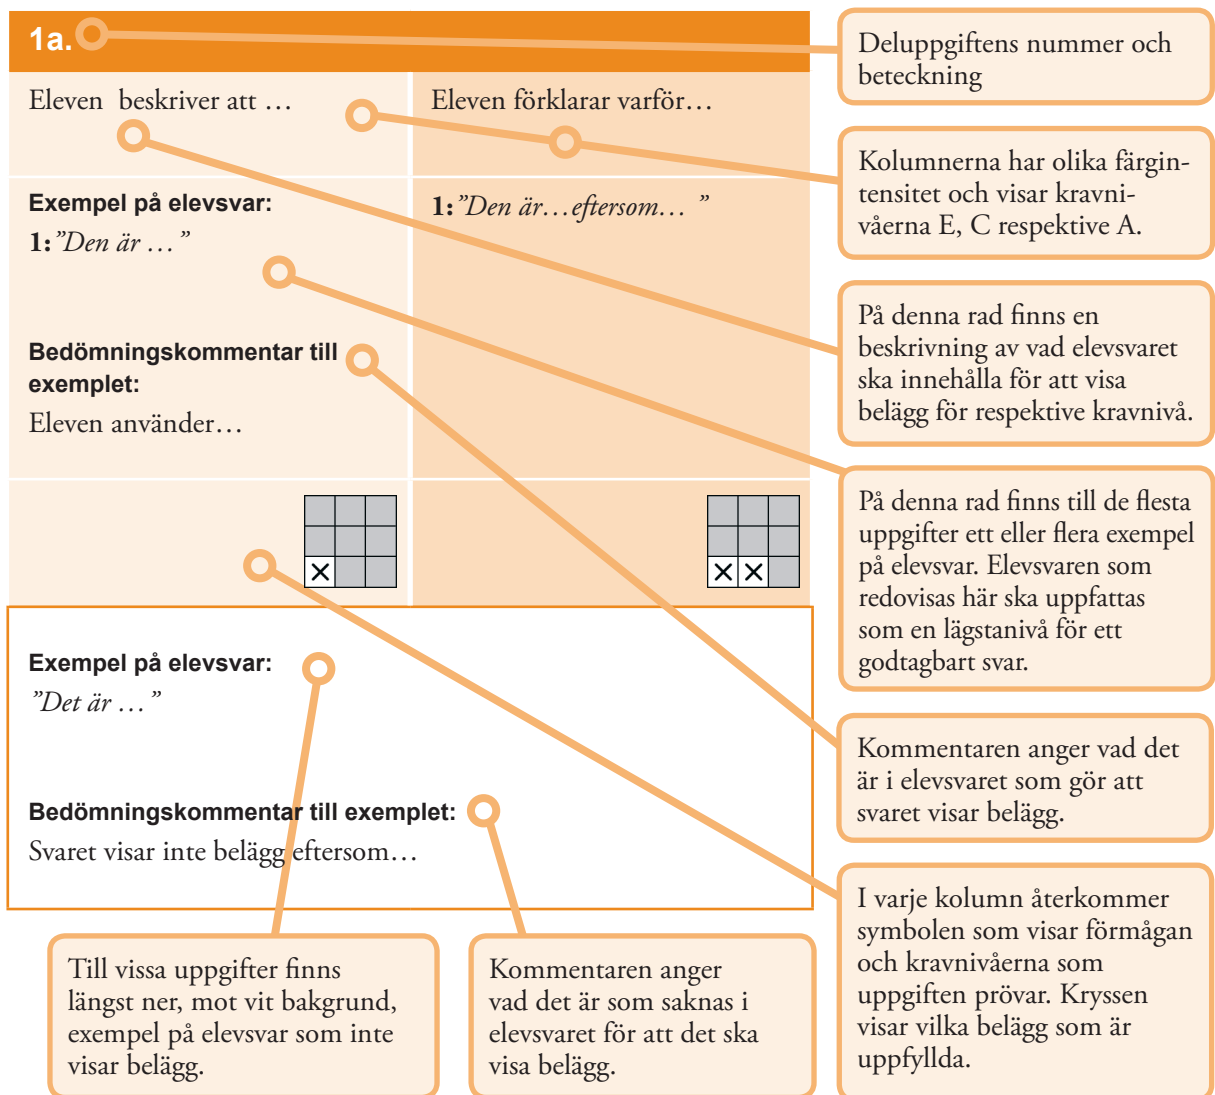 1a.
Eleven beskriver att …
Eleven förklarar varför…
Exempel på elevsvar:
1: ”Den är … ”
1: ”Den är…eftersom… ”
Bedömningskommentar till
exemplet:
Eleven använder…
Exempel på elevsvar:
”Det är … ”
Bedömningskommentar till exemplet:
Svaret visar inte belägg eftersom…
Deluppgiftens nummer och
beteckning
Kolumnerna har olika färgin-
tensitet och visar kravni-
våerna E, C respektive A.
På denna rad finns en
beskrivning av vad elevsvaret
ska innehålla för att visa
belägg för respektive kravnivå.
På denna rad finns till de flesta
uppgifter ett eller flera exempel
på elevsvar. Elevsvaren som
redovisas här ska uppfattas
som en lägstanivå för ett
godtagbart svar.
Kommentaren anger vad det
är i elevsvaret som gör att
svaret visar belägg.
I varje kolumn återkommer
symbolen som visar förmågan
och kravnivåerna som
uppgiften prövar. Kryssen
visar vilka belägg som är
uppfyllda.
Till vissa uppgifter finns
längst ner, mot vit bakgrund,
exempel på elevsvar som inte
visar belägg.
Kommentaren anger
vad det är som saknas i
elevsvaret för att det ska
visa belägg.